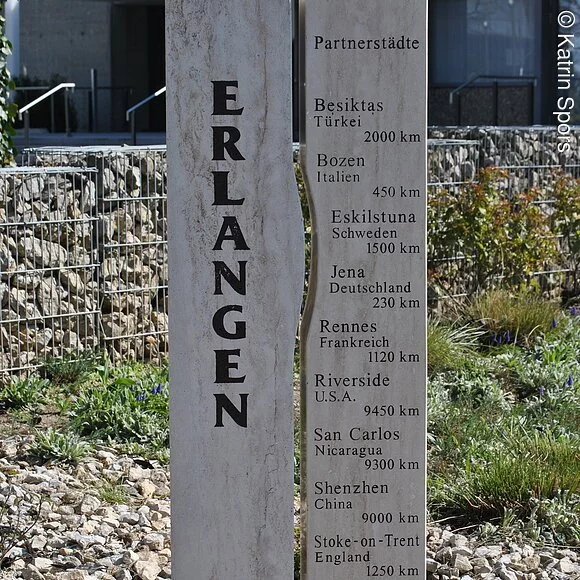 ERLANGEN
Partnerstädte
Beşiktaş
Türkei
2000 km
Bozen
Italien
450 km
Eskilstuna
Schweden
1500 km
Jena
Deutschland
230 km
Rennes
Frankreich
1120 km
Riverside
U.S.A.
9450 km
San Carlos
Nicaragua
9300 km
Shenzhen
China
9000 km
Stoke-on-Trent
England
1250 km
© Katrin Spörs